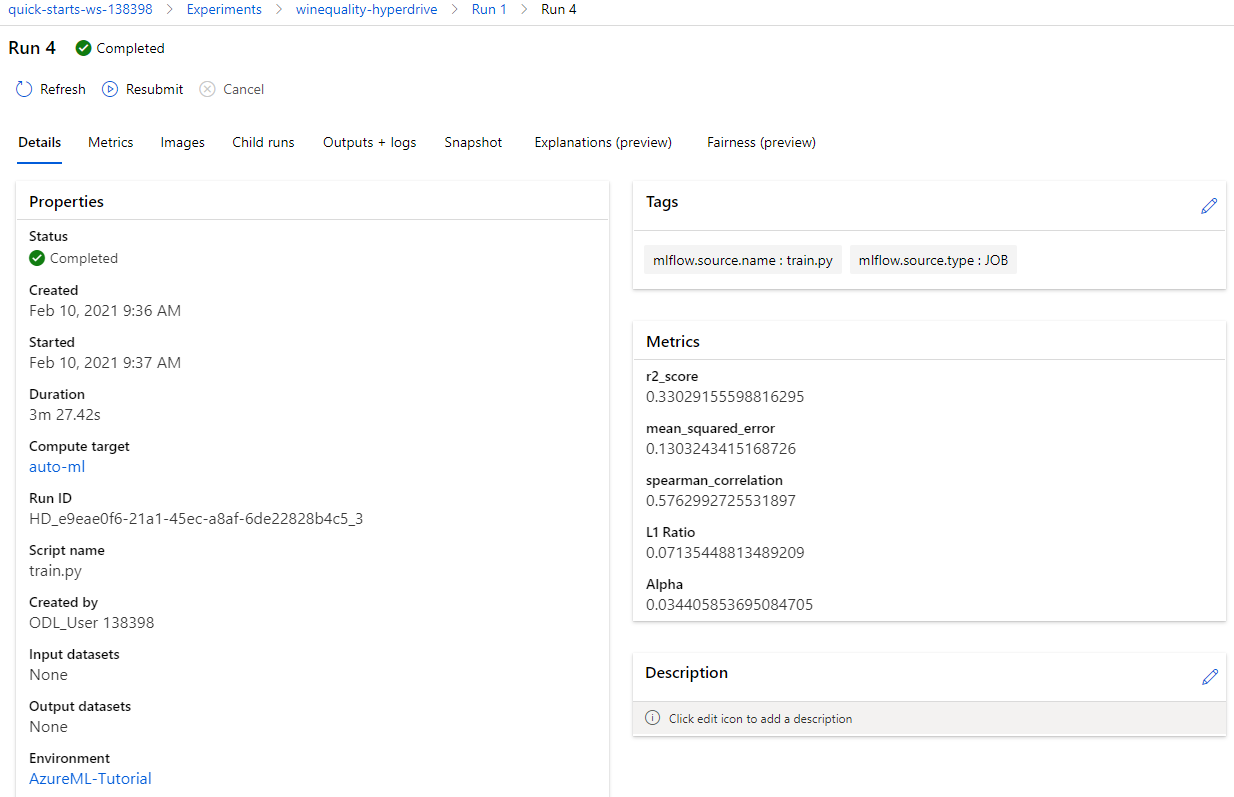 quick-starts-ws-138398 > Experiments > winequality-hyperdrive > Run 1 > Run 4
Run 4 Completed
Refresh Resubmit Cancel
Details Metrics Images Child runs Outputs + logs Snapshot Explanations (preview) Fairness (preview)
Properties
Status
Completed
Created
Feb 10, 2021 9:36 AM
Started
Feb 10, 2021 9:37 AM
Duration
3m 27.42s
Compute target
auto-ml
Run ID
HD_e9eae0f6-21a1-45ec-a8af-6de22828b4c5_3
Script name
train.py
Created by
ODL_User 138398
Input datasets
None
Output datasets
None
Environment
AzureML-Tutorial
Tags
mlflow.source.name : train.py mlflow.source.type : JOB
Metrics
r2_score
0.33029155598816295
mean_squared_error
0.1303243415168726
spearman_correlation
0.5762992725531897
L1 Ratio
0.07135448813489209
Alpha
0.034405853695084705
Description
Click edit icon to add a description